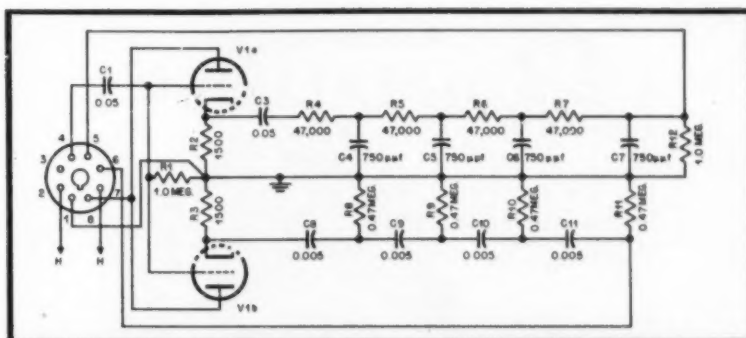 V1a
C1
0.05
4
5
3
6
2
7
1
8
H
H
R1
1.0 MEG.
R2
1500
R3
1500
C3
0.05
R4
47,000
R5
47,000
R6
47,000
R7
47,000
C4
750μμf
C5
750μμf
C6
750μμf
C7
750μμf
R12
1.0 MEG.
R8
0.47MEG.
R9
0.47MEG.
R10
0.47MEG.
R11
0.47MEG.
C8
0.005
C9
0.005
C10
0.005
C11
0.005
V1b